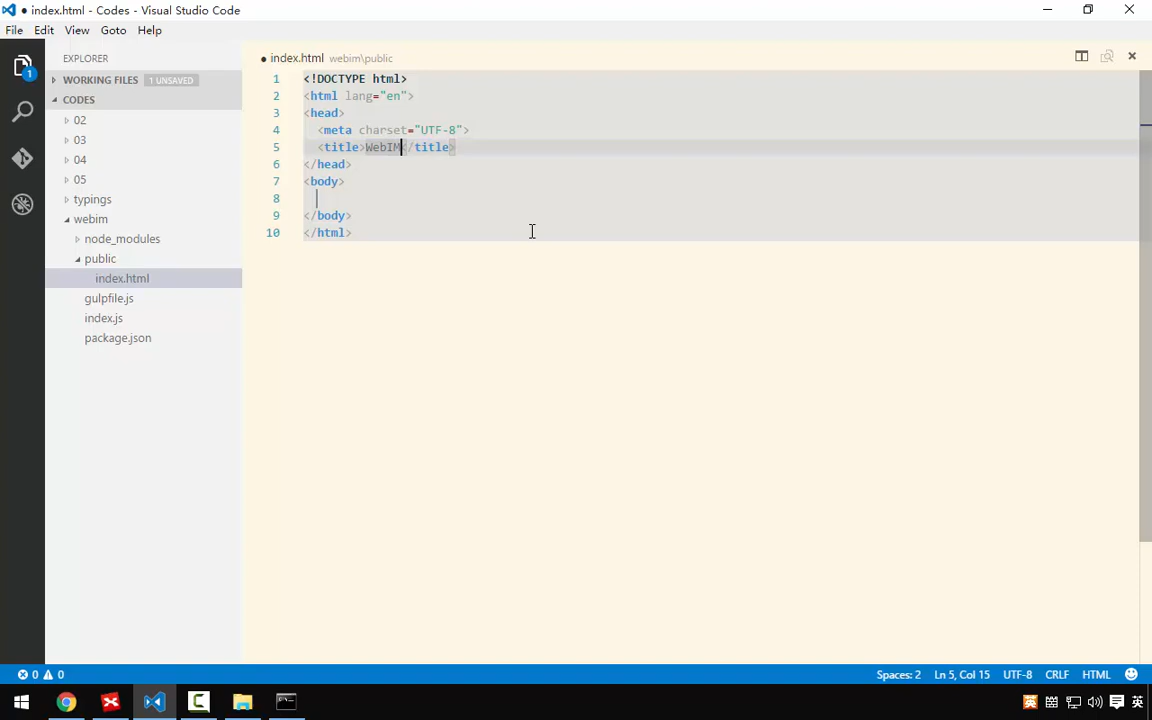 ● index.html - Codes - Visual Studio Code
File Edit View Goto Help
EXPLORER
● index.html webim\public
WORKING FILES 1 UNSAVED
CODES
02
03
04
05
typings
webim
node_modules
public
index.html
gulpfile.js
index.js
package.json
1
1 <!DOCTYPE html>
2 <html lang="en">
3 <head>
4 <meta charset="UTF-8">
5 <title>WebIM</title>
6 </head>
7 <body>
8
9 </body>
10 </html>
0 0
Spaces: 2 Ln 5, Col 15 UTF-8 CRLF HTML
英 英